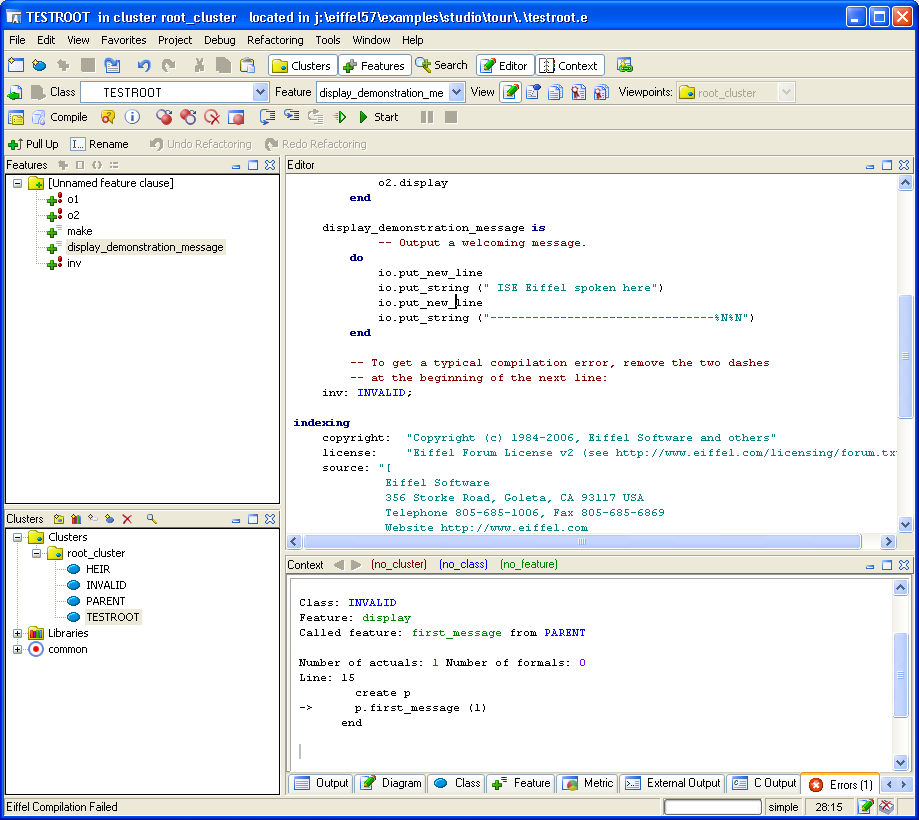 TESTROOT in cluster root_cluster located in j:\eiffel57\examples\studio\tour\.\testroot.e
File Edit View Favorites Project Debug Refactoring Tools Window Help
Clusters Features Search Editor Context
Class TESTROOT Feature display_demonstration_me View Viewpoints: root_cluster
Compile Start
Pull Up I... Rename Undo Refactoring Redo Refactoring
Features
[Unnamed feature clause]
o1
o2
make
display_demonstration_message
inv
Editor
o2.display
end
display_demonstration_message is
-- Output a welcoming message.
do
io.put_new_line
io.put_string (" ISE Eiffel spoken here")
io.put_new_line
io.put_string ("--------------------------------%N%N")
end
-- To get a typical compilation error, remove the two dashes
-- at the beginning of the next line:
inv: INVALID;
indexing
copyright: "Copyright (c) 1984-2006, Eiffel Software and others"
license: "Eiffel Forum License v2 (see http://www.eiffel.com/licensing/forum.tx
source: "[
Eiffel Software
356 Storke Road, Goleta, CA 93117 USA
Telephone 805-685-1006, Fax 805-685-6869
Website http://www.eiffel.com
Clusters
Clusters
root_cluster
HEIR
INVALID
PARENT
TESTROOT
Libraries
common
Context (no_cluster) (no_class) (no_feature)
Class: INVALID
Feature: display
Called feature: first_message from PARENT
Number of actuals: 1 Number of formals: 0
Line: 15
create p
-> p.first_message (1)
end
Output Diagram Class Feature Metric External Output C Output Errors (1)
Eiffel Compilation Failed simple 28:15